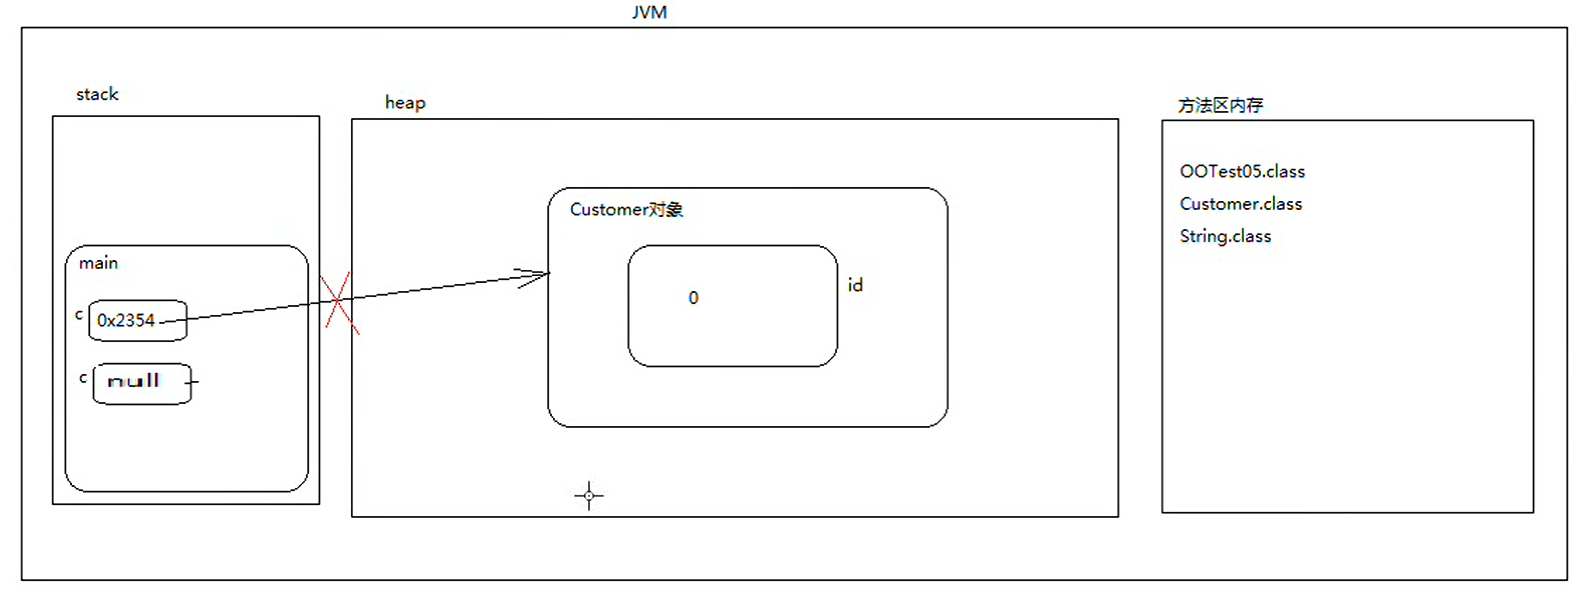 JVM
stack
heap
方法区内存
OOTest05.class
Customer.class
String.class
Customer对象
0
id
main
c 0x2354
c null